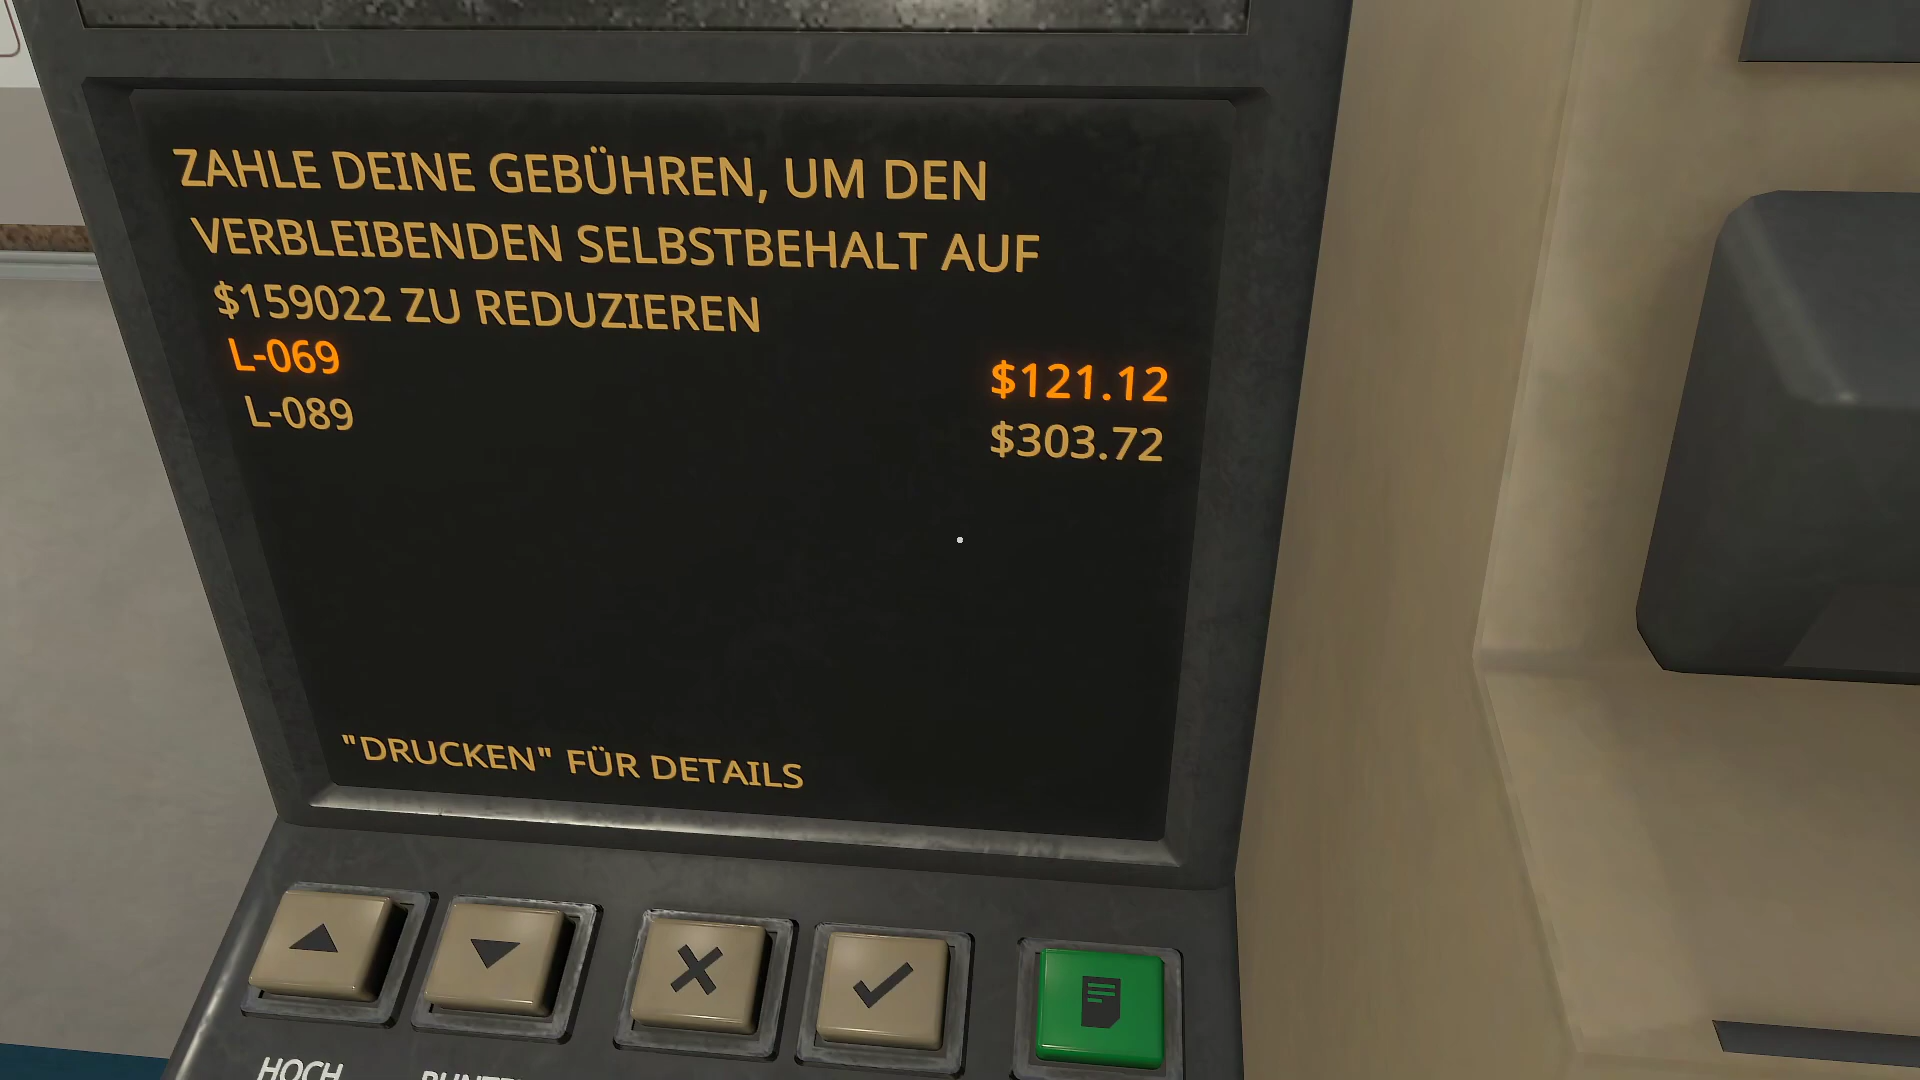 ZAHLE DEINE GEBÜHREN, UM DEN
VERBLEIBENDEN SELBSTBEHALT AUF
$159022 ZU REDUZIEREN
L-069 $121.12
L-089 $303.72
"DRUCKEN" FÜR DETAILS
HOCH